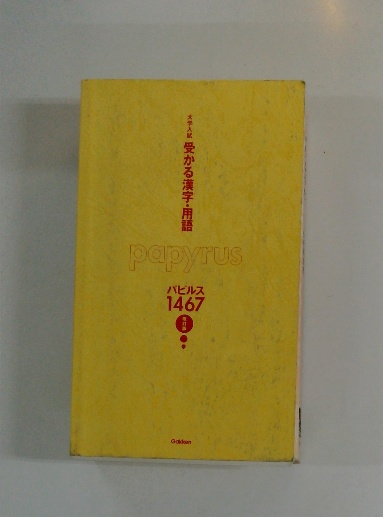 大学入試
受かる漢字・用語
papyrus
パピルス
1467
Gakken